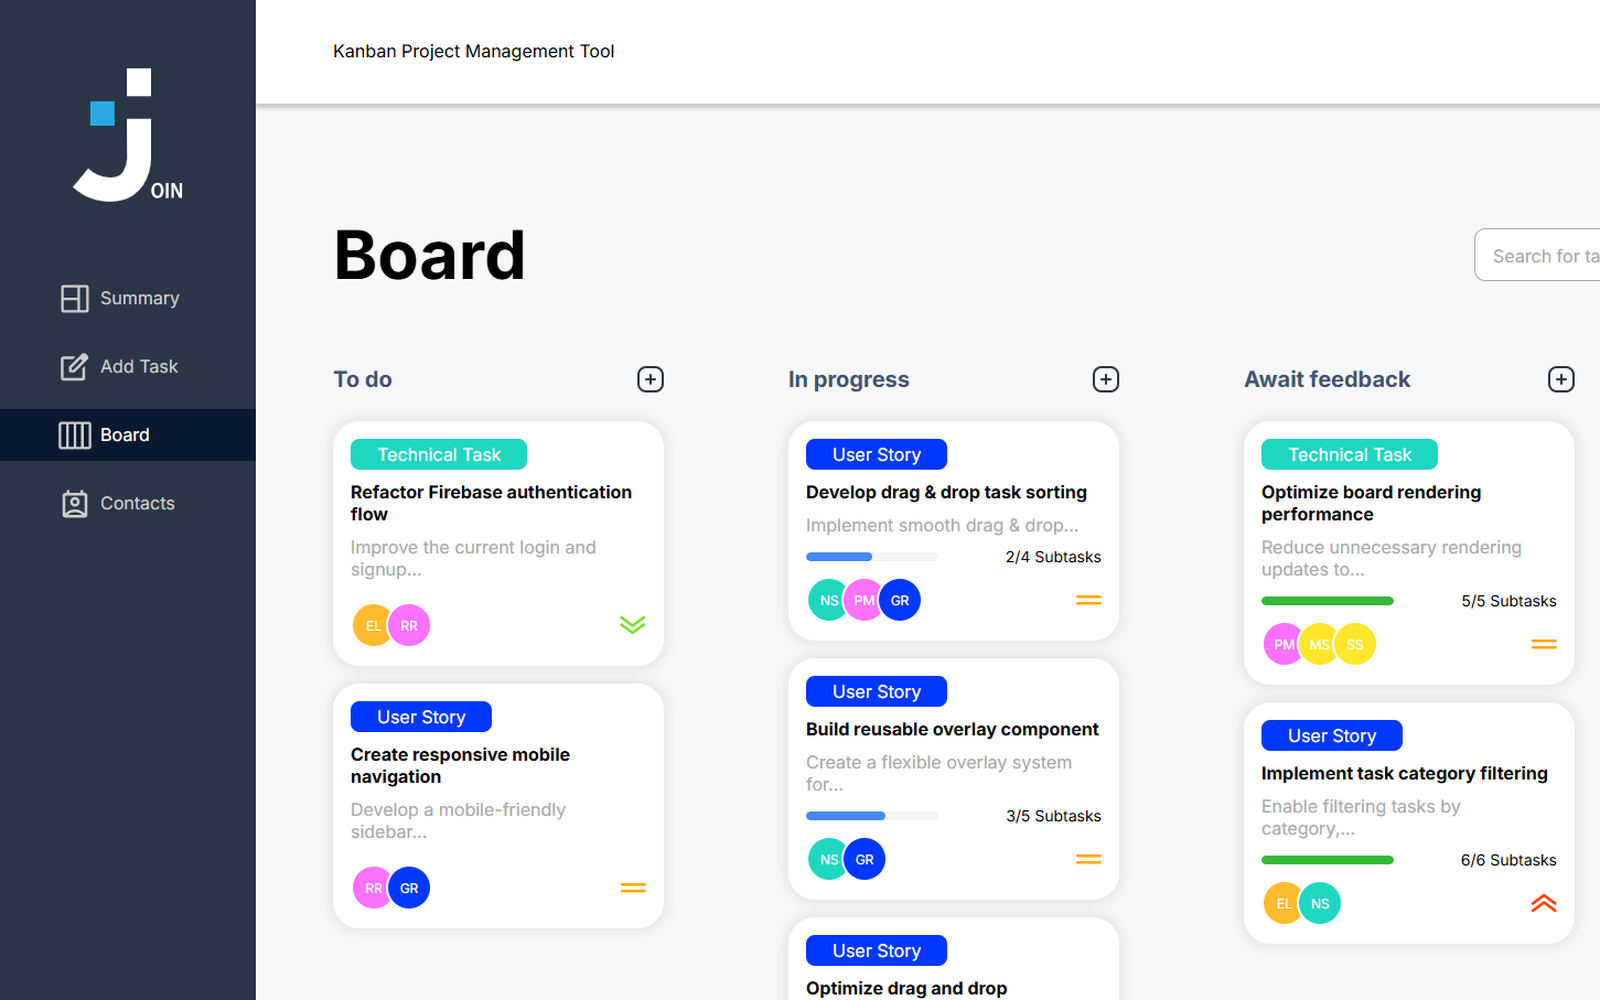 OIN
Summary
Add Task
Board
Contacts
Kanban Project Management Tool
Board
Search for ta
To do
Technical Task
Refactor Firebase authentication
flow
Improve the current login and
signup...
EL RR
User Story
Create responsive mobile
navigation
Develop a mobile-friendly
sidebar...
RR GR
In progress
User Story
Develop drag & drop task sorting
Implement smooth drag & drop...
2/4 Subtasks
NS PM GR
User Story
Build reusable overlay component
Create a flexible overlay system
for...
3/5 Subtasks
NS GR
User Story
Optimize drag and drop
Await feedback
Technical Task
Optimize board rendering
performance
Reduce unnecessary rendering
updates to...
5/5 Subtasks
PM MS SS
User Story
Implement task category filtering
Enable filtering tasks by
category,...
6/6 Subtasks
EL NS